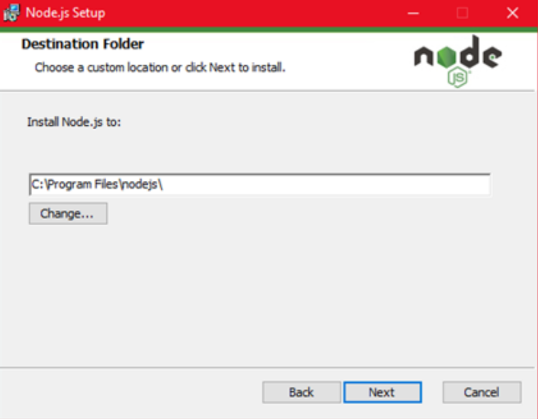 Node.js Setup
Destination Folder
Choose a custom location or click Next to install.
node
JS
Install Node.js to:
C:\Program Files\nodejs\
Change...
Back
Next
Cancel